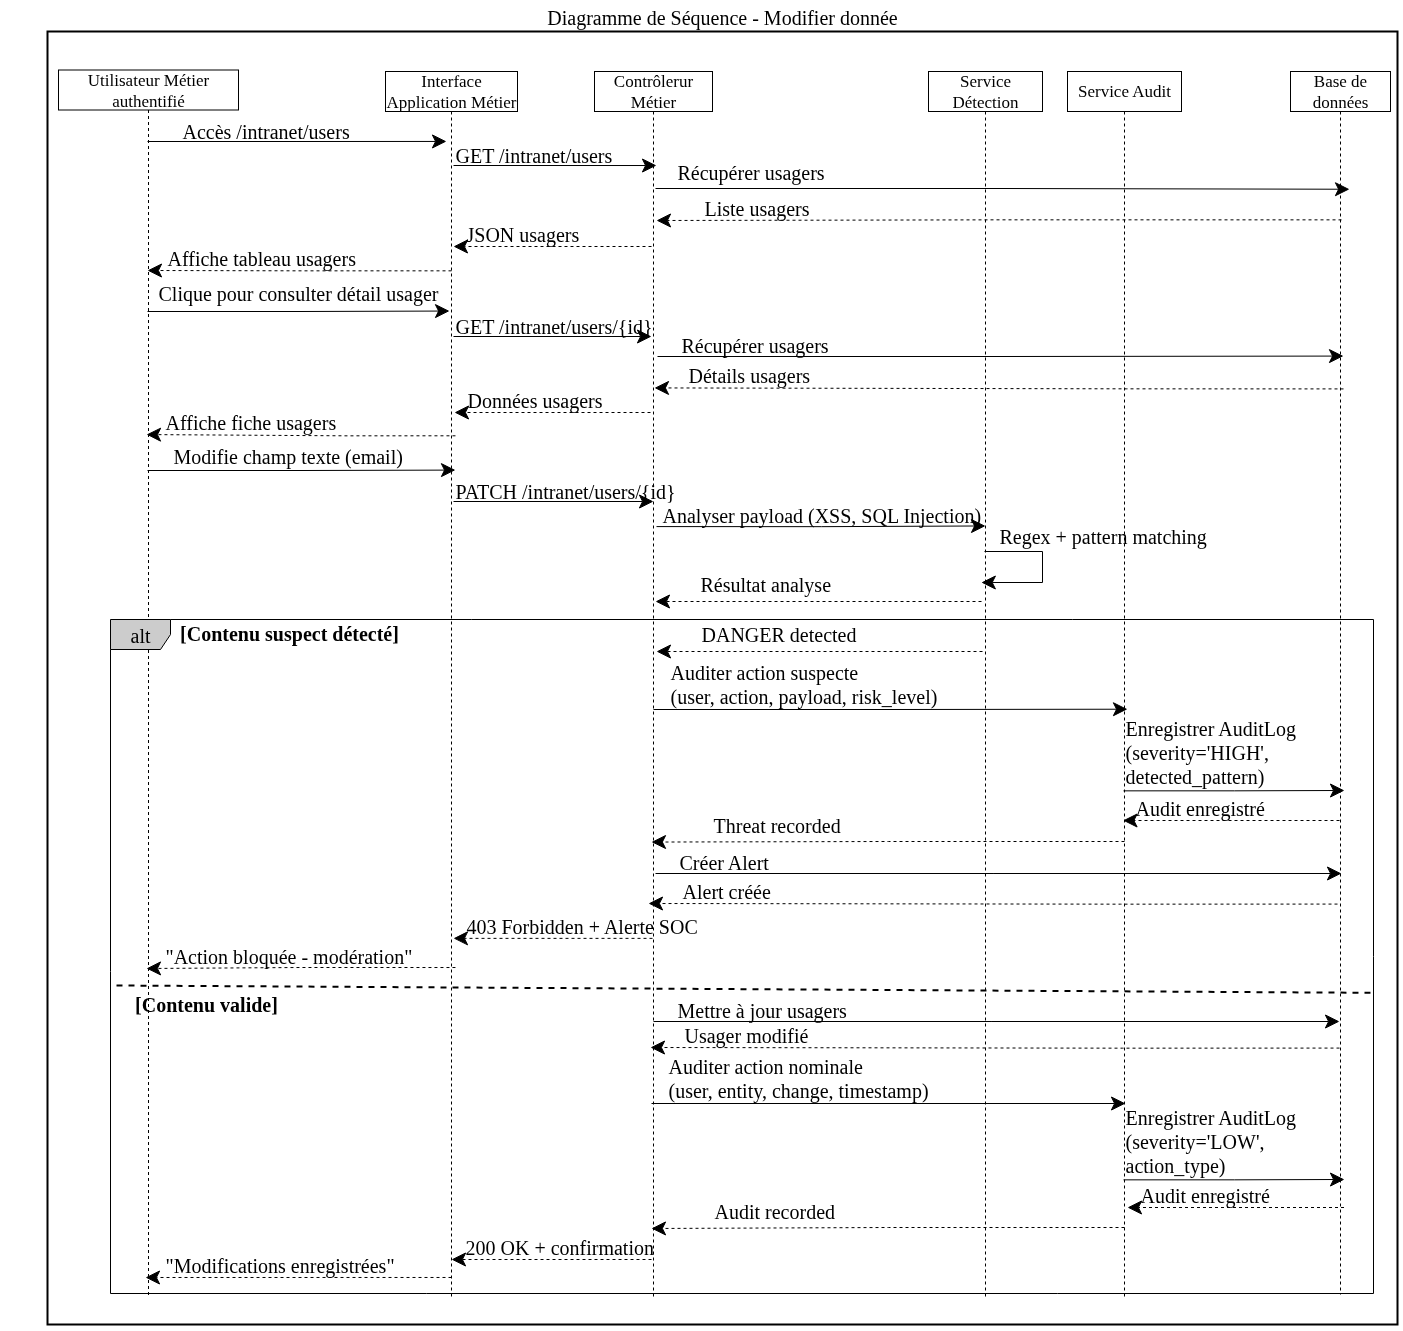 Diagramme de Séquence - Modifier donnée
Utilisateur Métier
authentifié
Interface
Application Métier
Contrôlerur
Métier
Service
Détection
Service Audit
Base de
données
Accès /intranet/users
GET /intranet/users
Récupérer usagers
Liste usagers
JSON usagers
Affiche tableau usagers
Clique pour consulter détail usager
GET /intranet/users/{id}
Récupérer usagers
Détails usagers
Données usagers
Affiche fiche usagers
Modifie champ texte (email)
PATCH /intranet/users/{id}
Analyser payload (XSS, SQL Injection)
Regex + pattern matching
Résultat analyse
alt
[Contenu suspect détecté]
DANGER detected
Auditer action suspecte
(user, action, payload, risk_level)
Enregistrer AuditLog
(severity='HIGH',
detected_pattern)
Audit enregistré
Threat recorded
Créer Alert
Alert créée
403 Forbidden + Alerte SOC
"Action bloquée - modération"
[Contenu valide]
Mettre à jour usagers
Usager modifié
Auditer action nominale
(user, entity, change, timestamp)
Enregistrer AuditLog
(severity='LOW',
action_type)
Audit enregistré
Audit recorded
200 OK + confirmation
"Modifications enregistrées"